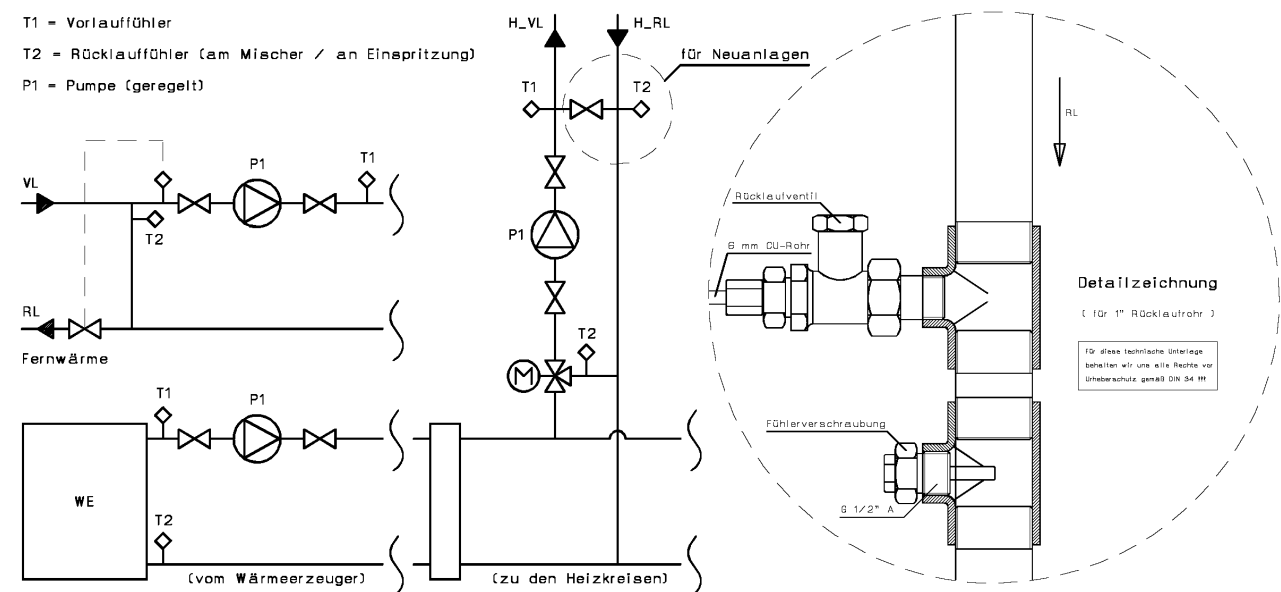 T1 = Vorlauffühler
T2 = Rücklauffühler (am Mischer / an Einspritzung)
P1 = Pumpe (geregelt)
H_VL
H_RL
für Neuanlagen
T1
T2
P1
T1
VL
T2
RL
Fernwärme
P1
T2
M
T1
P1
WE
T2
(vom Wärmeerzeuger)
(zu den Heizkreisen)
RL
Rücklaufventil
6 mm CU-Rohr
Detailzeichnung
( für 1" Rücklaufrohr )
Für diese technische Unterlage
behalten wir uns alle Rechte vor
Urheberschutz gemäß DIN 34 !!!
Fühlerverschraubung
G 1/2" A